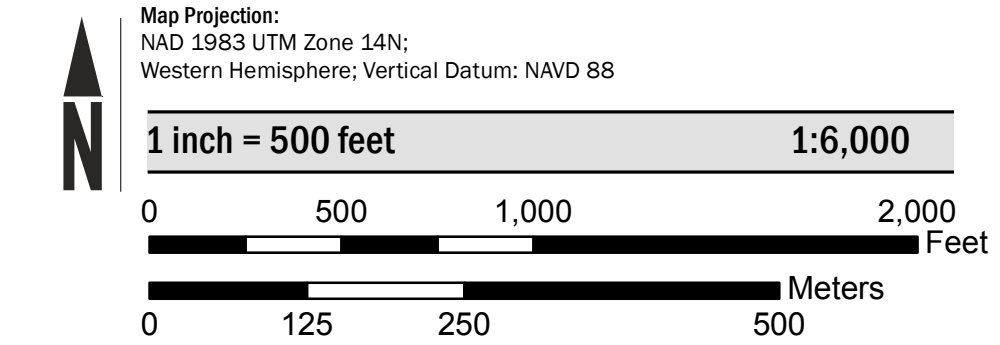 Map Projection:
NAD 1983 UTM Zone 14N;
Western Hemisphere; Vertical Datum: NAVD 88
N
1 inch = 500 feet 1:6,000
0 500 1,000 2,000
Feet
Meters
0 125 250 500